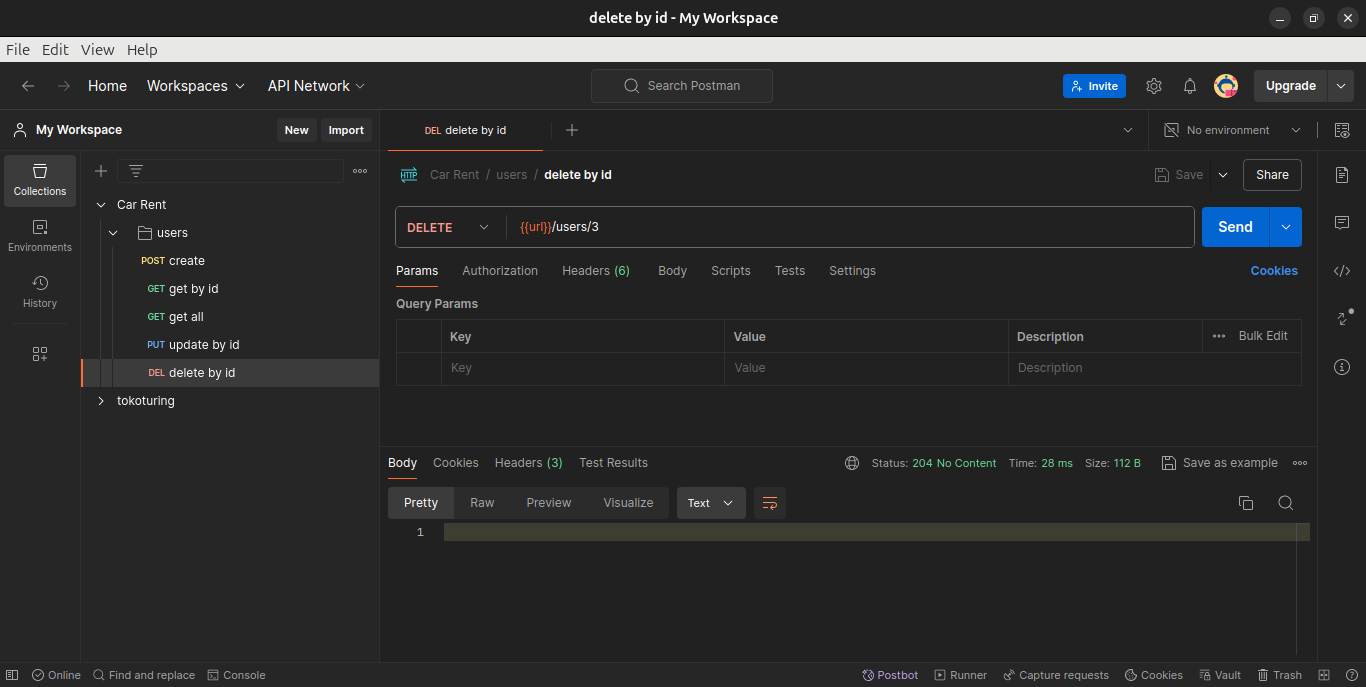 delete by id - My Workspace
File Edit View Help
Home Workspaces API Network Search Postman Invite Upgrade
My Workspace New Import
DEL delete by id No environment
Collections
Environments
History
Car Rent
users
POST create
GET get by id
GET get all
PUT update by id
DEL delete by id
tokoturing
HTTP Car Rent / users / delete by id Save Share
DELETE {{url}}/users/3 Send
Params Authorization Headers (6) Body Scripts Tests Settings Cookies
Query Params
Key Value Description Bulk Edit
Key Value Description
Body Cookies Headers (3) Test Results Status: 204 No Content Time: 28 ms Size: 112 B Save as example
Pretty Raw Preview Visualize Text
1
Online Find and replace Console Postbot Runner Capture requests Cookies Vault Trash